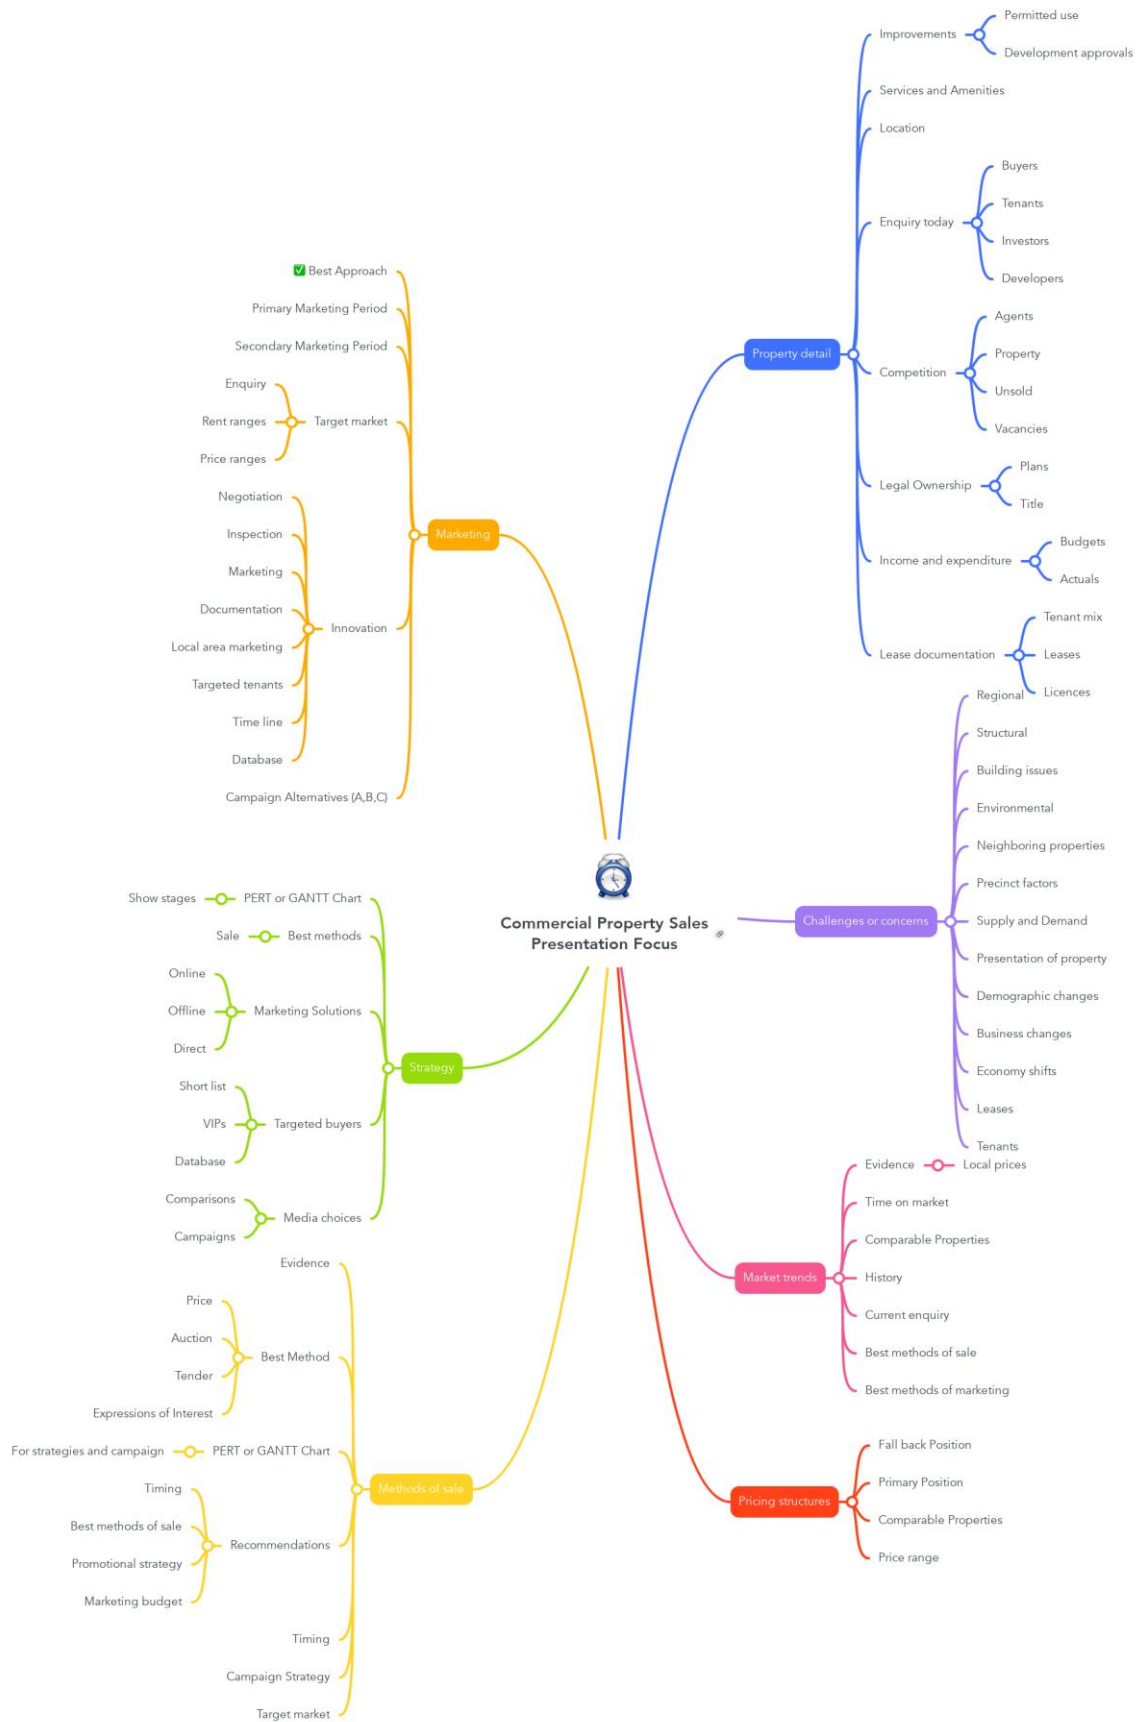 Commercial Property Sales
Presentation Focus
Property detail
Improvements
Permitted use
Development approvals
Services and Amenities
Location
Enquiry today
Buyers
Tenants
Investors
Developers
Competition
Agents
Property
Unsold
Vacancies
Legal Ownership
Plans
Title
Income and expenditure
Budgets
Actuals
Lease documentation
Tenant mix
Leases
Licences
Challenges or concerns
Regional
Structural
Building issues
Environmental
Neighboring properties
Precinct factors
Supply and Demand
Presentation of property
Demographic changes
Business changes
Economy shifts
Leases
Tenants
Market trends
Evidence
Local prices
Time on market
Comparable Properties
History
Current enquiry
Best methods of sale
Best methods of marketing
Pricing structures
Fall back Position
Primary Position
Comparable Properties
Price range
Marketing
Best Approach
Primary Marketing Period
Secondary Marketing Period
Target market
Enquiry
Rent ranges
Price ranges
Innovation
Negotiation
Inspection
Marketing
Documentation
Local area marketing
Targeted tenants
Time line
Database
Campaign Alternatives (A,B,C)
Strategy
PERT or GANTT Chart
Show stages
Best methods
Sale
Marketing Solutions
Online
Offline
Direct
Targeted buyers
Short list
VIPs
Database
Media choices
Comparisons
Campaigns
Methods of sale
Evidence
Best Method
Price
Auction
Tender
Expressions of Interest
PERT or GANTT Chart
For strategies and campaign
Recommendations
Timing
Best methods of sale
Promotional strategy
Marketing budget
Timing
Campaign Strategy
Target market